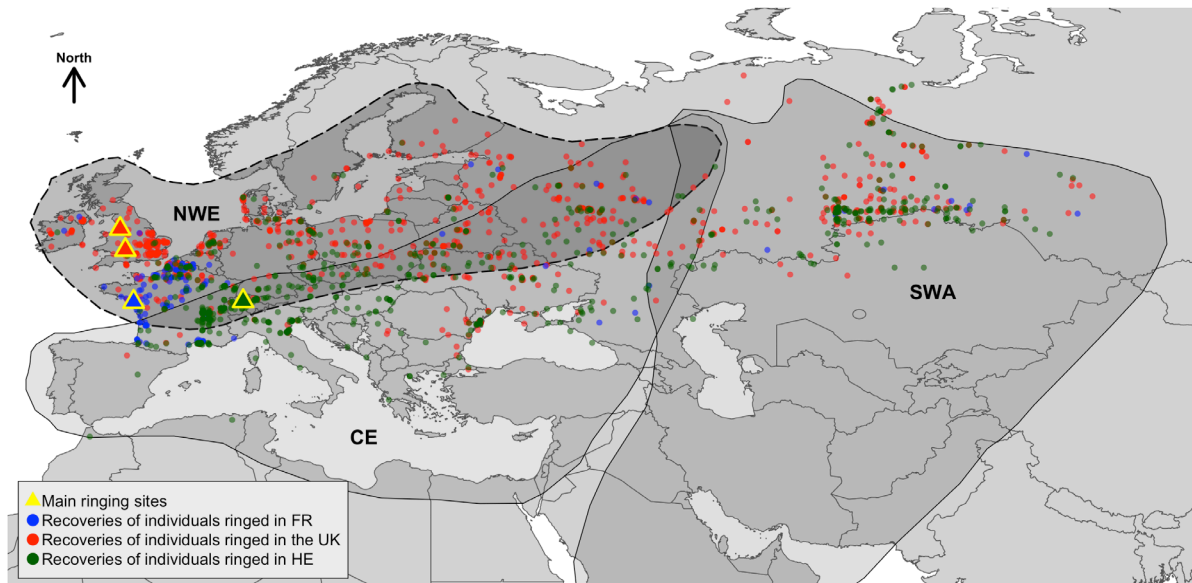 North
NWE
SWA
CE
Main ringing sites
Recoveries of individuals ringed in FR
Recoveries of individuals ringed in the UK
Recoveries of individuals ringed in HE